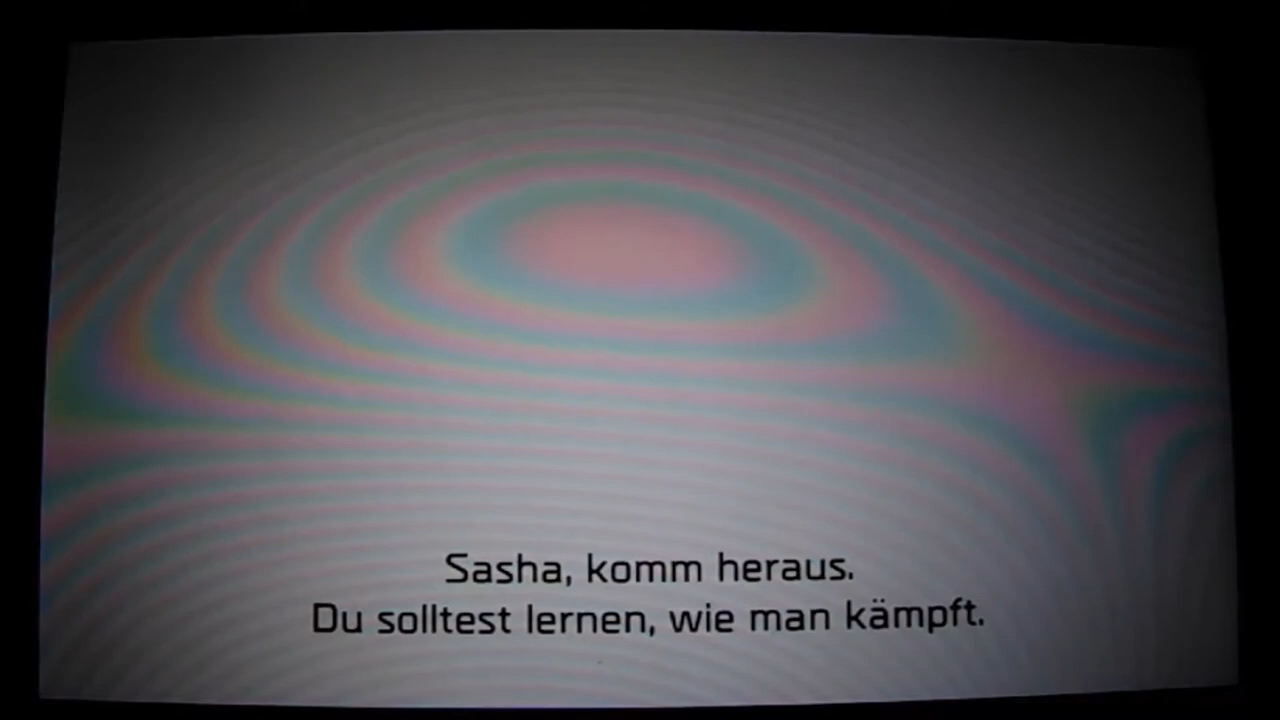 Sasha, komm heraus.
Du solltest lernen, wie man kämpft.